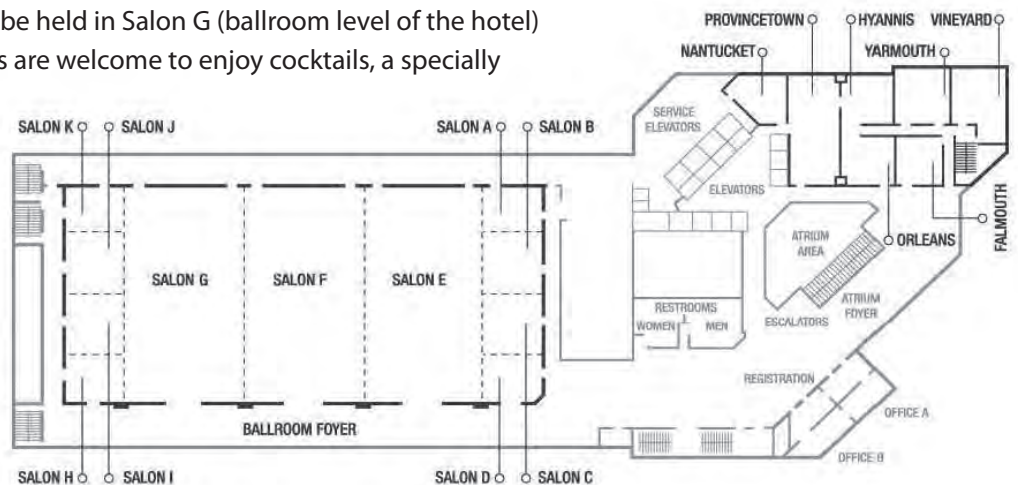 be held in Salon G (ballroom level of the hotel)
s are welcome to enjoy cocktails, a specially
PROVINCETOWN
HYANNIS
VINEYARD
NANTUCKET
YARMOUTH
SALON K
SALON J
SALON A
SALON B
SERVICE
ELEVATORS
ELEVATORS
FALMOUTH
ORLEANS
ATRIUM
AREA
SALON G
SALON F
SALON E
ATRIUM
FOYER
ESCALATORS
RESTROOMS
WOMEN
MEN
REGISTRATION
OFFICE A
OFFICE B
BALLROOM FOYER
SALON H
SALON I
SALON D
SALON C